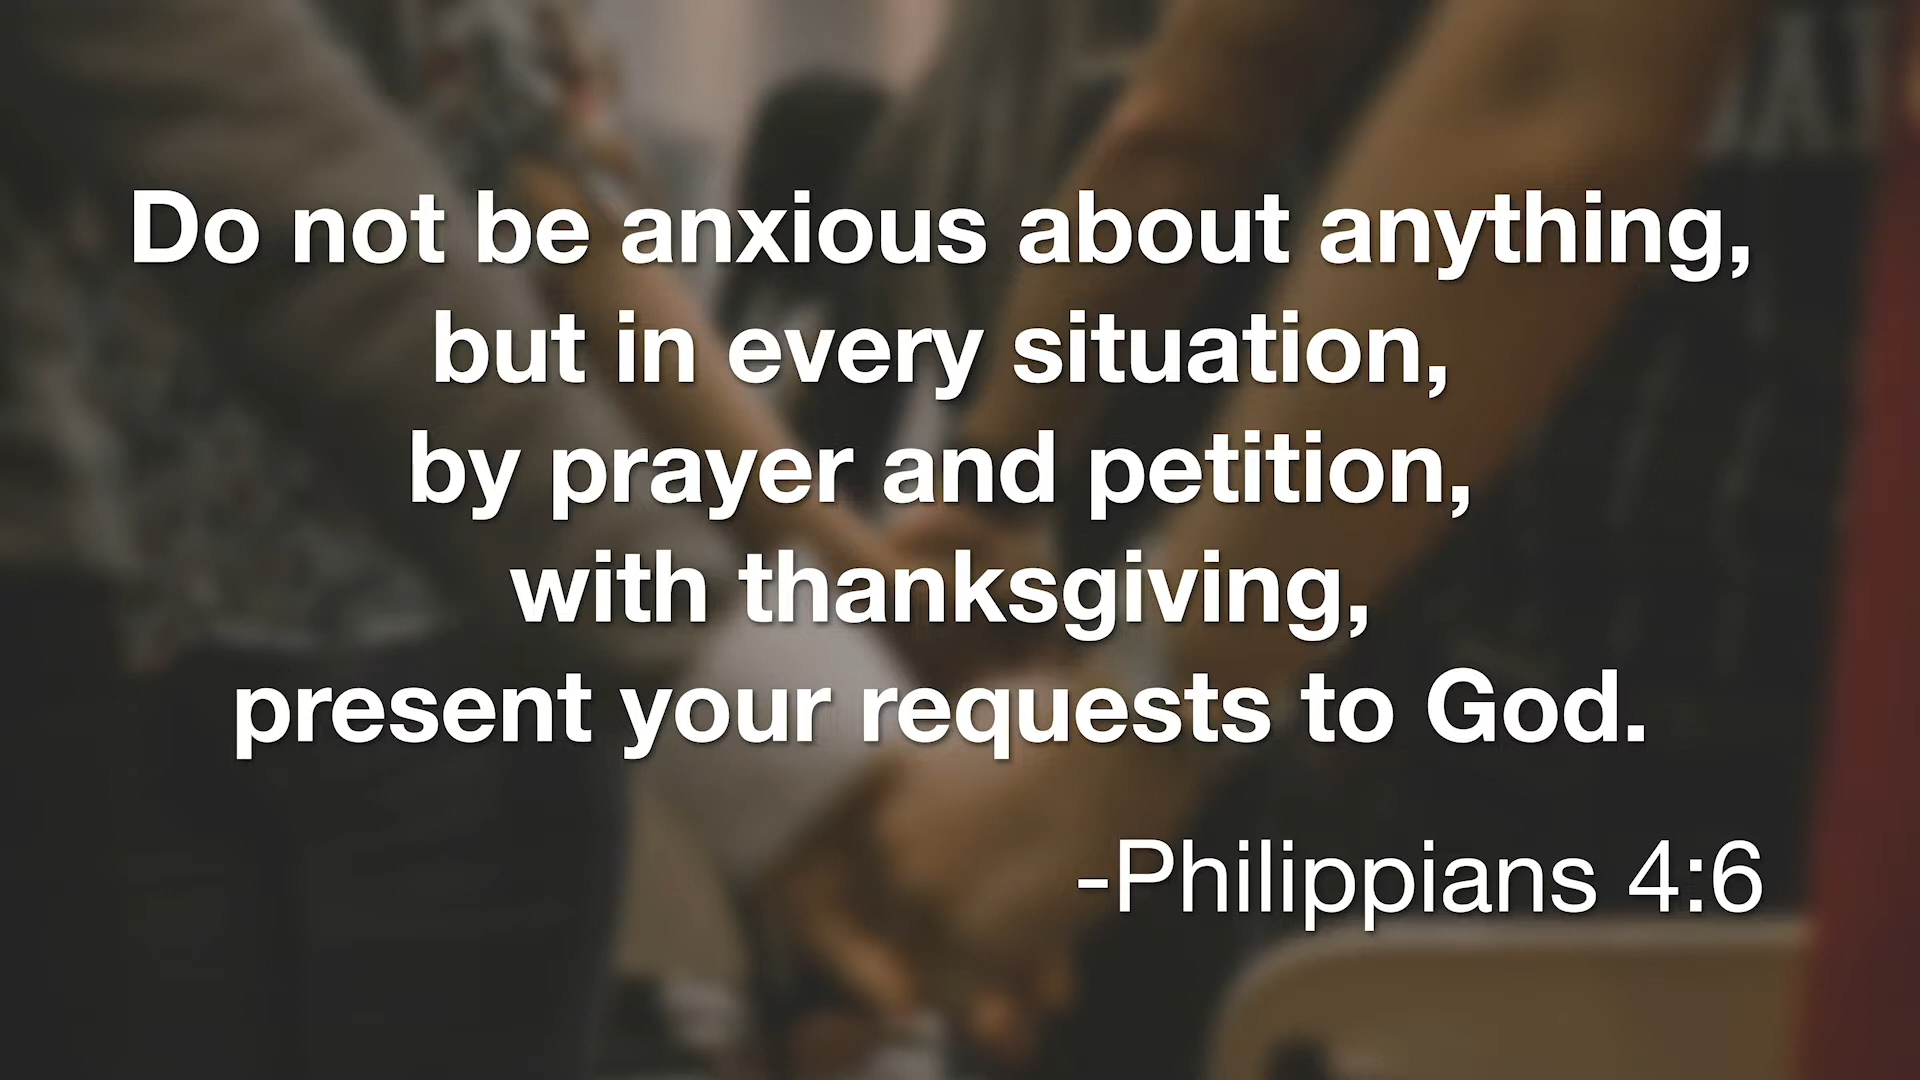 Do not be anxious about anything,
but in every situation,
by prayer and petition,
with thanksgiving,
present your requests to God.
-Philippians 4:6